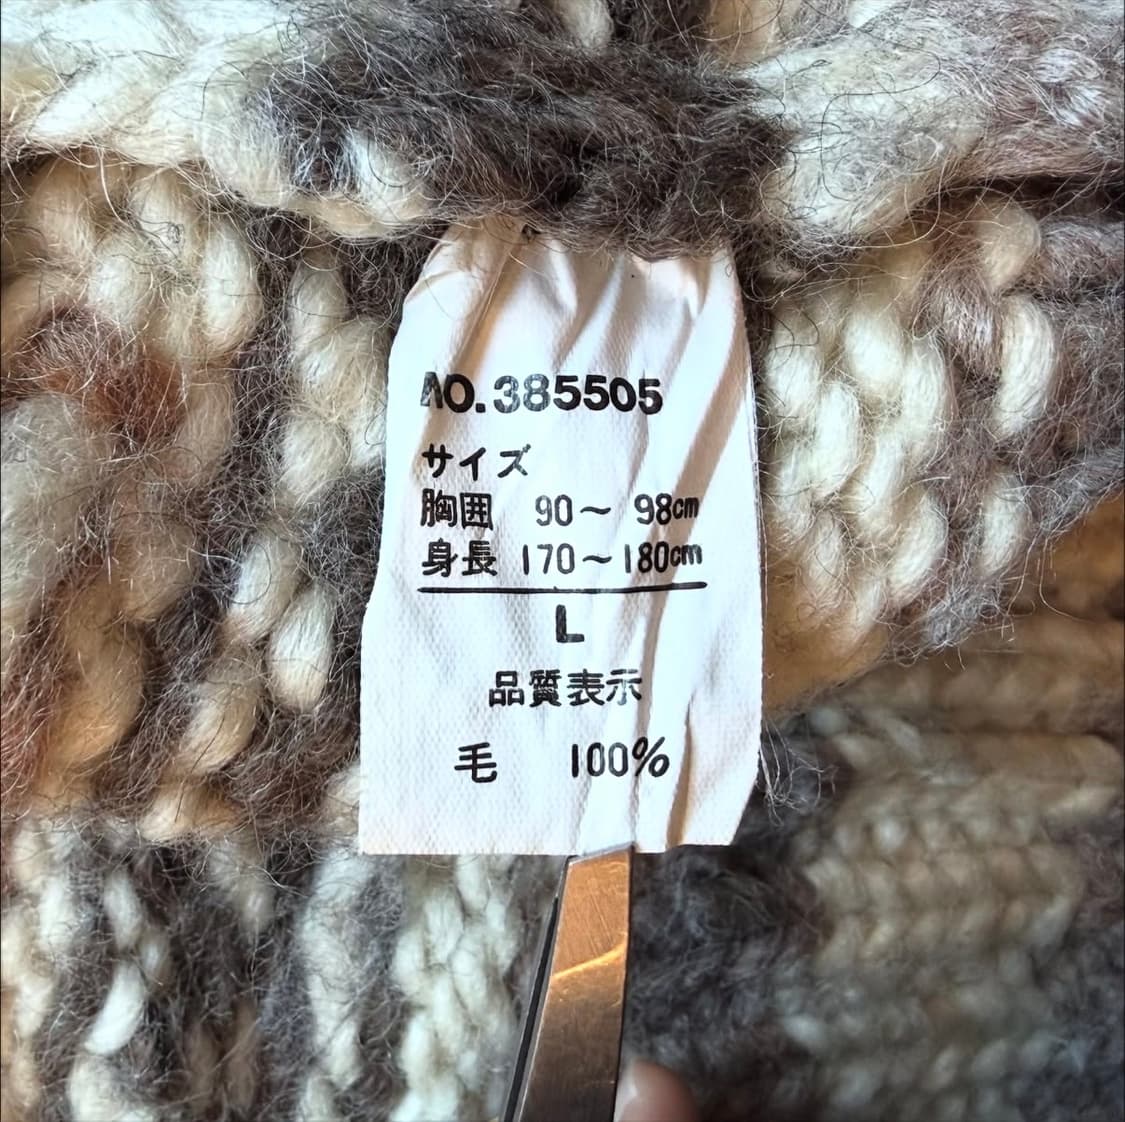 NO.385505
サイズ
胸囲 90～ 98cm
身長 170～180cm
L
品質表示
毛 100%